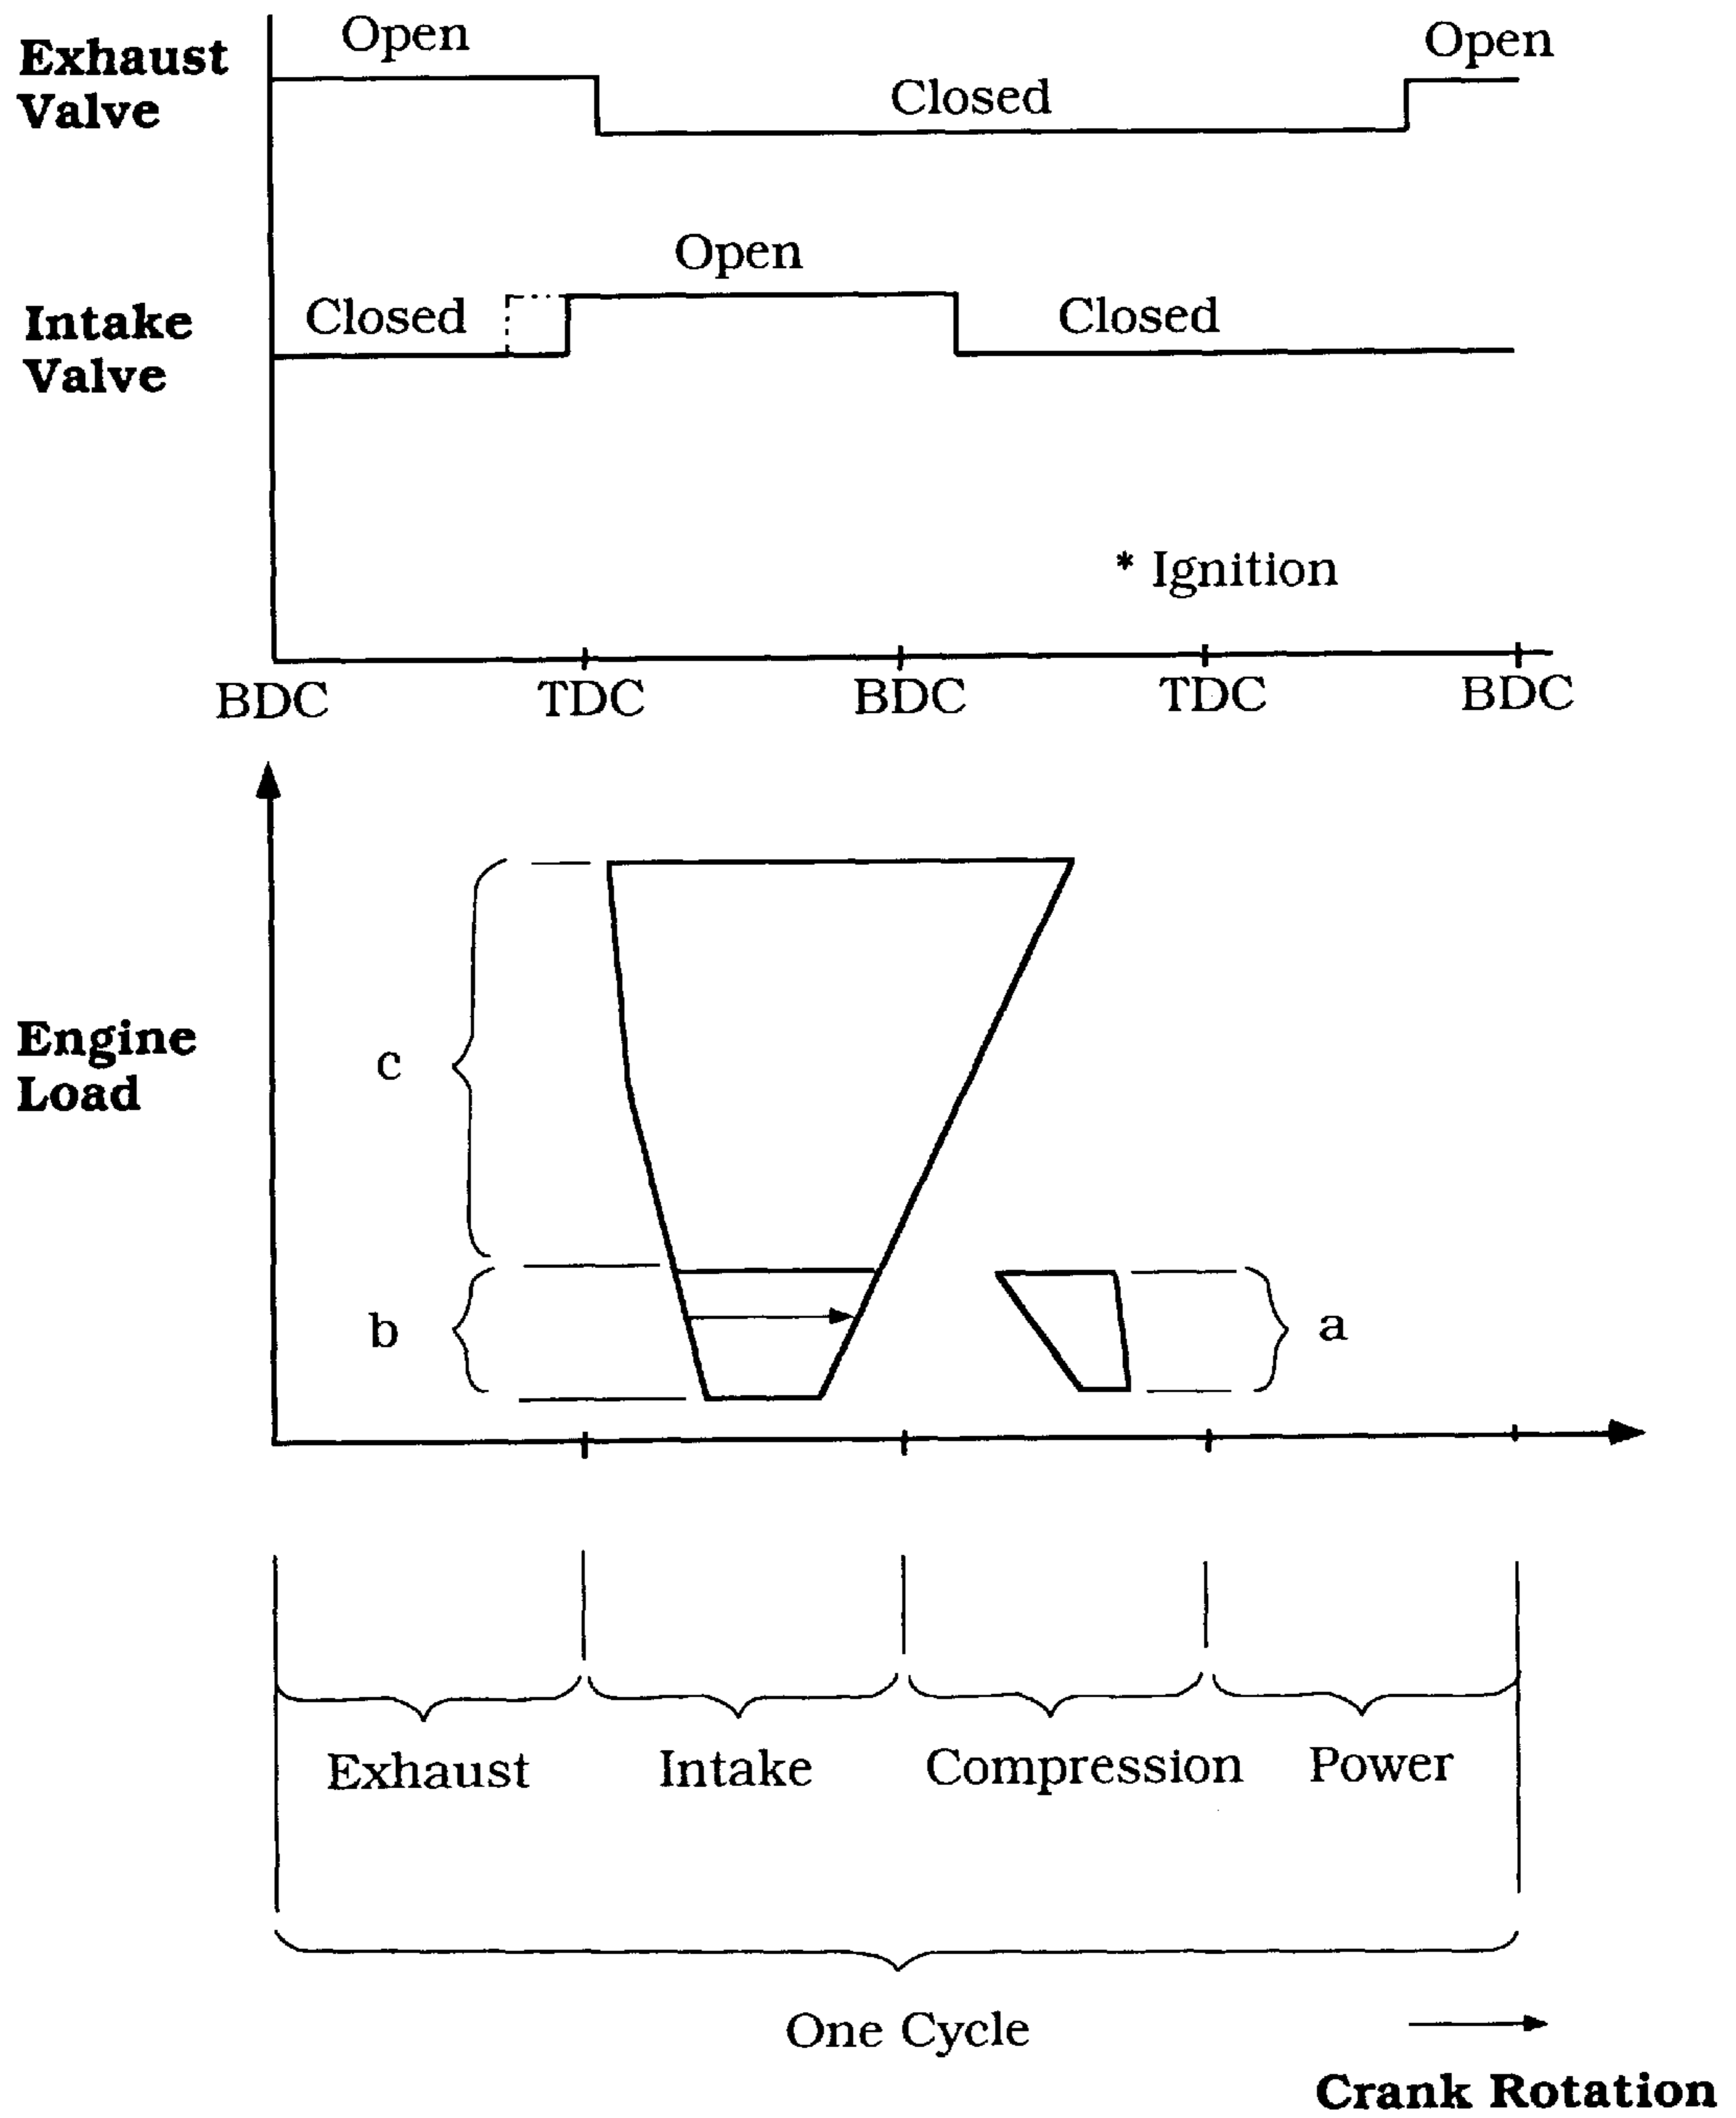 Exhaust
Valve
Open
Closed
Open
Intake
Valve
Closed
Open
Closed
* Ignition
BDC TDC BDC TDC BDC
Engine
Load
c
b
a
Exhaust Intake Compression Power
One Cycle
Crank Rotation